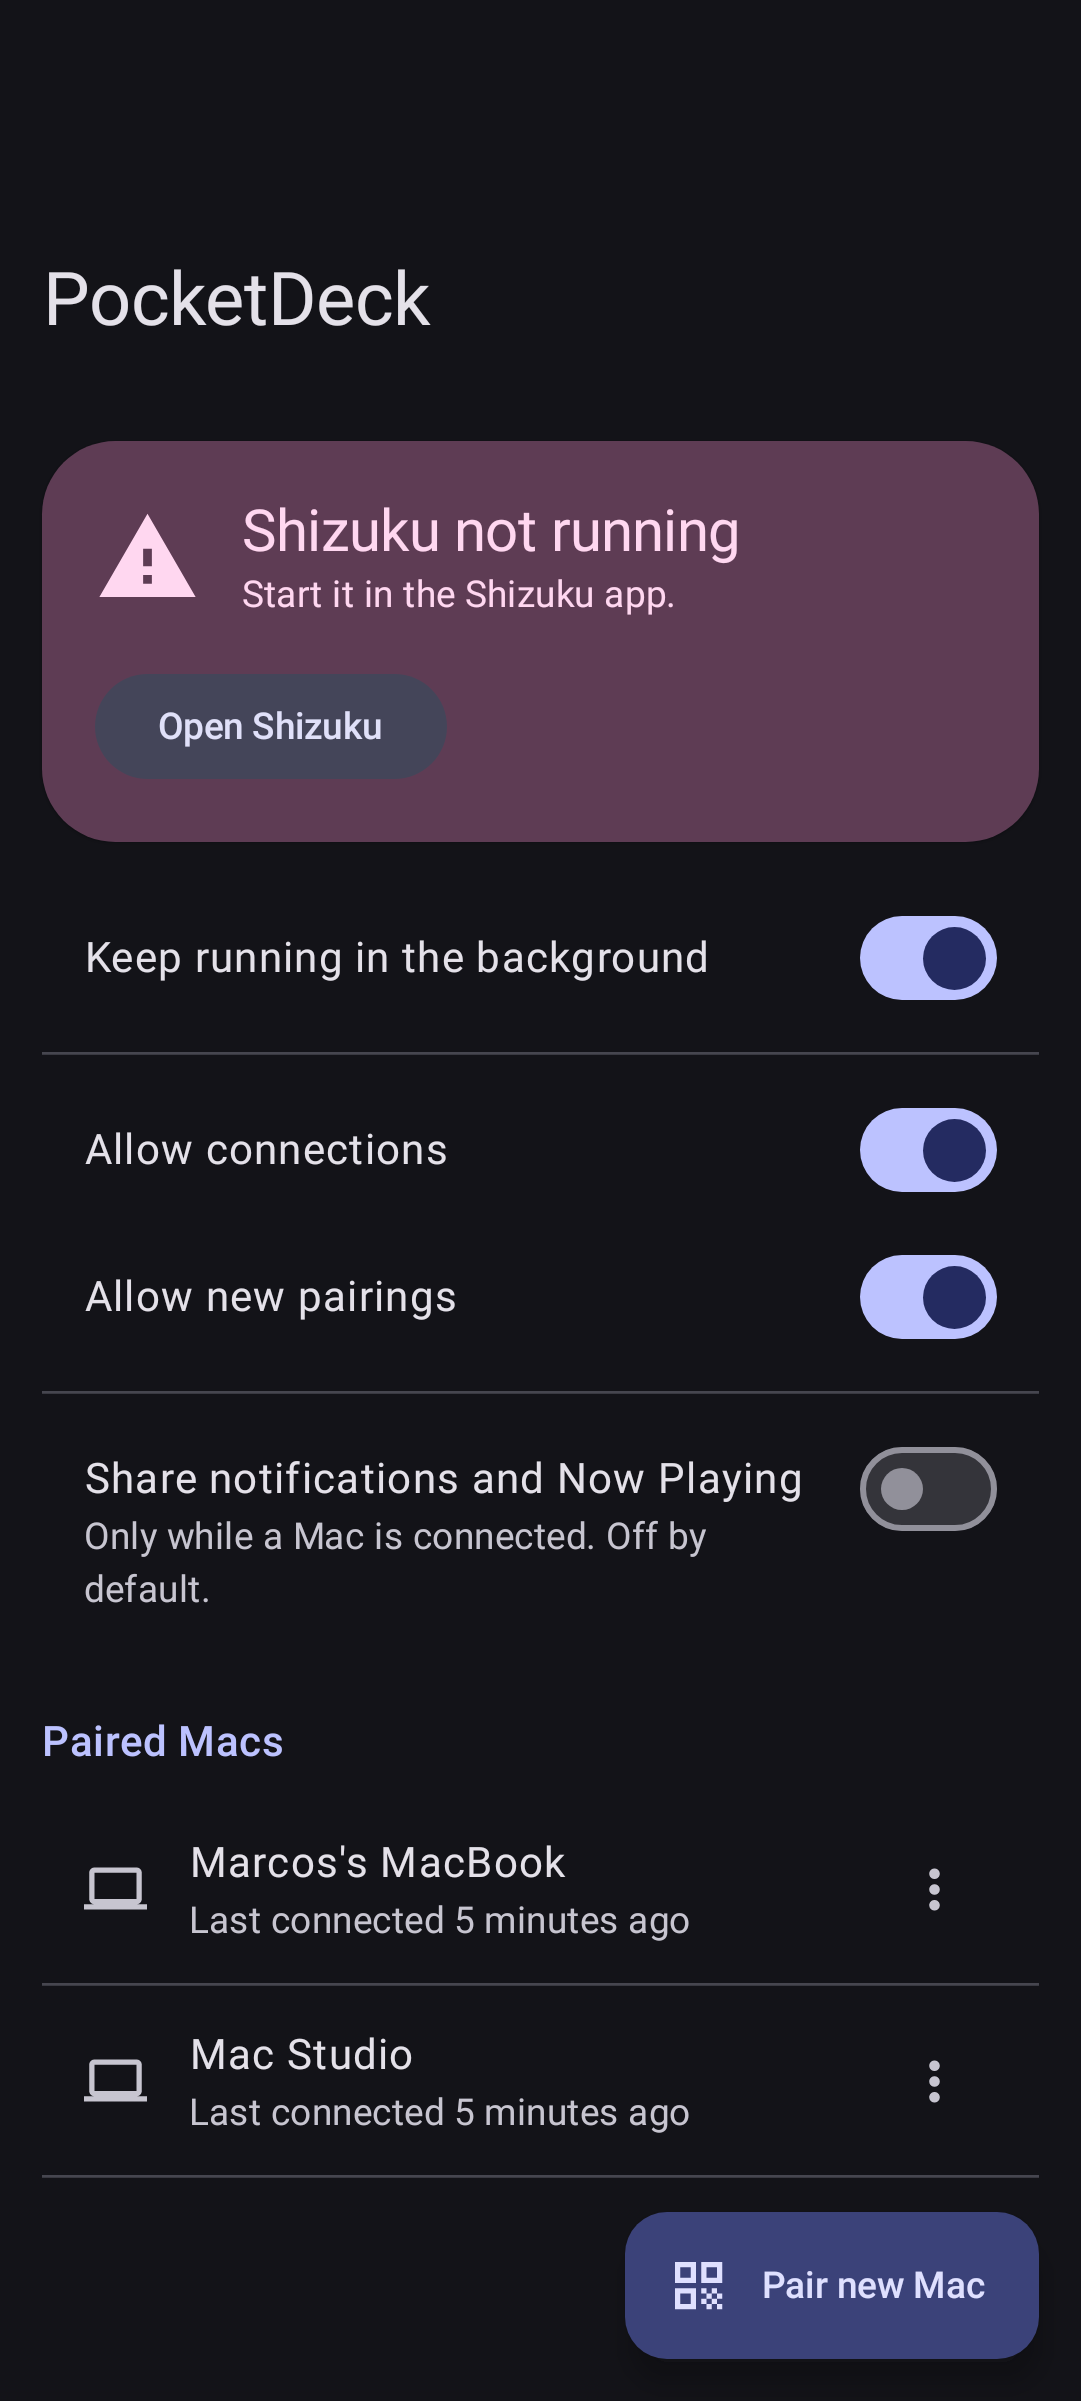 PocketDeck
Shizuku not running
Start it in the Shizuku app.
Open Shizuku
Keep running in the background
Allow connections
Allow new pairings
Share notifications and Now Playing
Only while a Mac is connected. Off by
default.
Paired Macs
Marcos's MacBook
Last connected 5 minutes ago
Mac Studio
Last connected 5 minutes ago
Pair new Mac